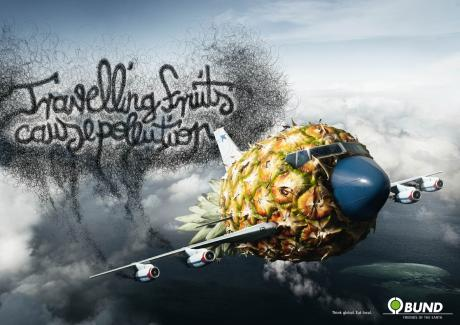 Travelling fruits
cause pollution
Think global. Eat local.
BUND
FRIENDS OF THE EARTH